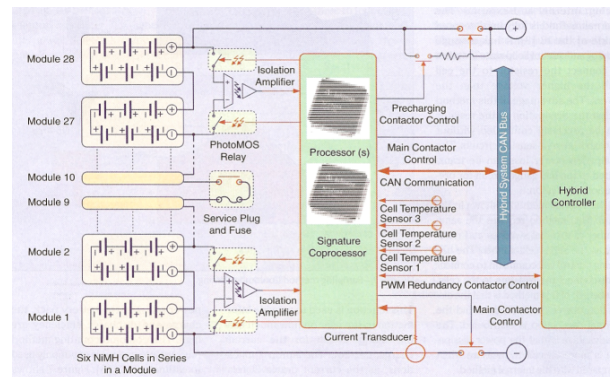 Module 28
Module 27
Module 10
Module 9
Module 2
Module 1
Six NiMH Cells in Series
in a Module
Isolation
Amplifier
PhotoMOS
Relay
Service Plug
and Fuse
Isolation
Amplifier
Processor (s)
Signature
Coprocessor
Precharging
Contactor Control
Main Contactor
Control
CAN Communication
Cell Temperature
Sensor 3
Cell Temperature
Sensor 2
Cell Temperature
Sensor 1
PWM Redundancy Contactor Control
Main Contactor
Control
Current Transducer
Hybrid System CAN Bus
Hybrid
Controller